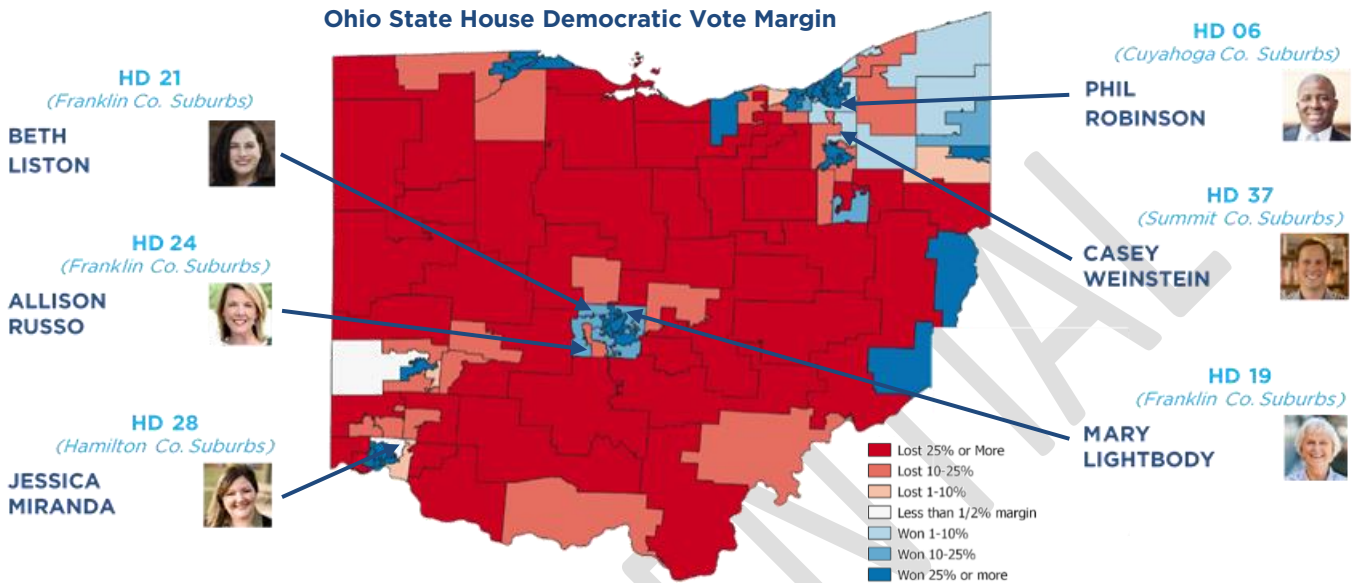 Ohio State House Democratic Vote Margin
HD 21
(Franklin Co. Suburbs)
BETH
LISTON
HD 24
(Franklin Co. Suburbs)
ALLISON
RUSSO
HD 28
(Hamilton Co. Suburbs)
JESSICA
MIRANDA
HD 06
(Cuyahoga Co. Suburbs)
PHIL
ROBINSON
HD 37
(Summit Co. Suburbs)
CASEY
WEINSTEIN
HD 19
(Franklin Co. Suburbs)
MARY
LIGHTBODY
Lost 25% or More
Lost 10-25%
Lost 1-10%
Less than 1/2% margin
Won 1-10%
Won 10-25%
Won 25% or more